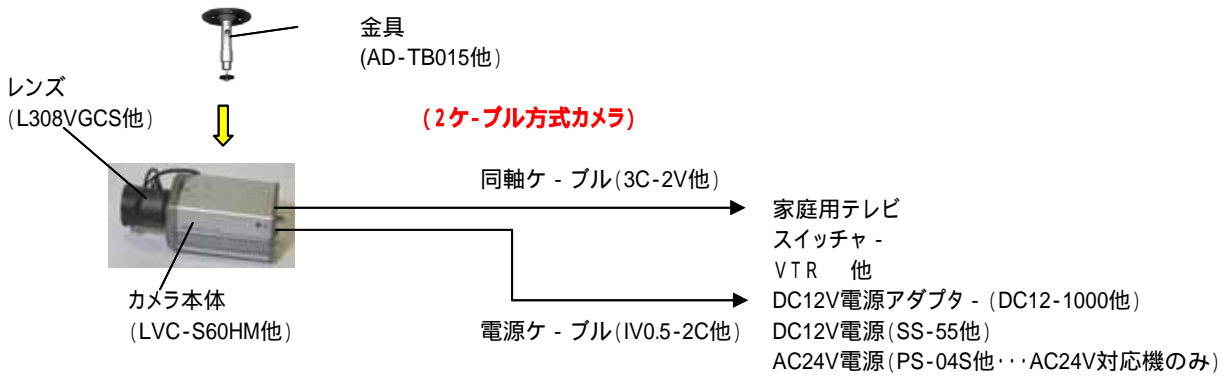 金具
(AD-TB015他)
レンズ
(L308VGCS他)
(2ケ-ブル方式カメラ)
同軸ケ - ブル(3C-2V他)
家庭用テレビ
スイッチャ -
VTR 他
カメラ本体
(LVC-S60HM他)
電源ケ - ブル(IV0.5-2C他)
DC12V電源アダプタ - (DC12-1000他)
DC12V電源(SS-55他)
AC24V電源(PS-04S他･･･AC24V対応機のみ)